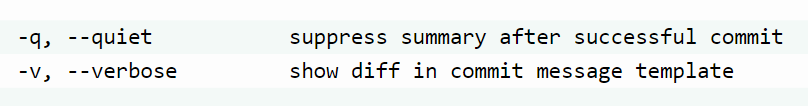 -q, --quiet           suppress summary after successful commit
-v, --verbose         show diff in commit message template